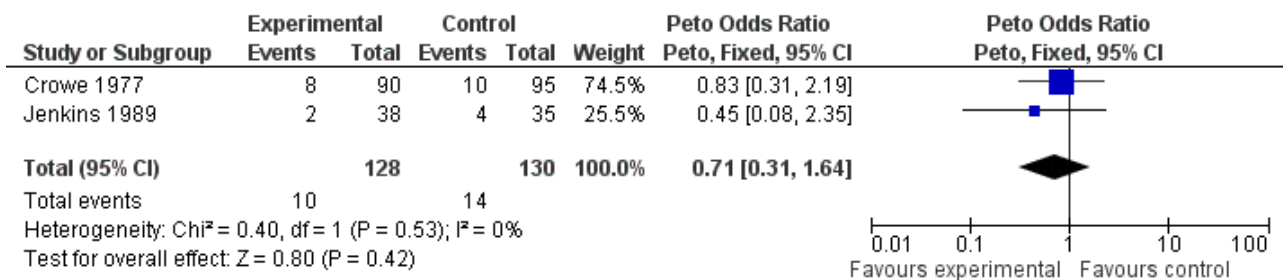 Experimental Control Peto Odds Ratio Peto Odds Ratio
Study or Subgroup Events Total Events Total Weight Peto, Fixed, 95% CI Peto, Fixed, 95% CI
Crowe 1977 8 90 10 95 74.5% 0.83 [0.31, 2.19]
Jenkins 1989 2 38 4 35 25.5% 0.45 [0.08, 2.35]
Total (95% CI) 128 130 100.0% 0.71 [0.31, 1.64]
Total events 10 14
Heterogeneity: Chi² = 0.40, df = 1 (P = 0.53); I² = 0%
Test for overall effect: Z = 0.80 (P = 0.42)
0.01 0.1 1 10 100
Favours experimental Favours control